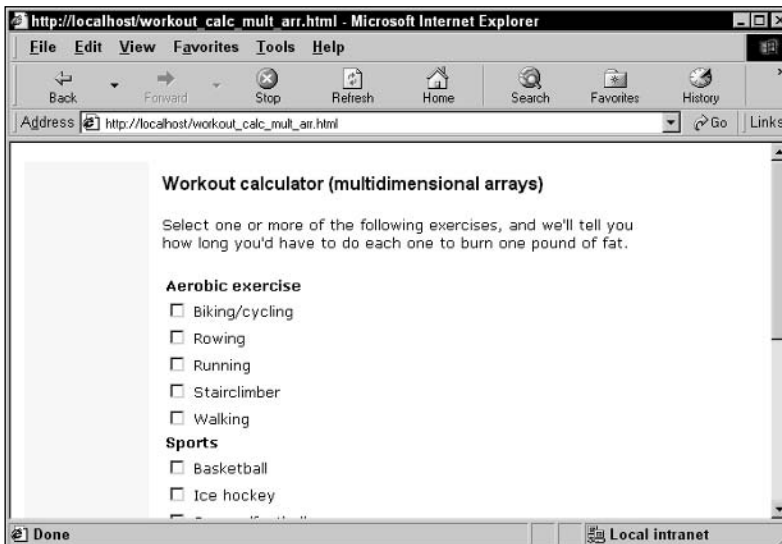 http://localhost/workout_calc_mult_arr.html - Microsoft Internet Explorer
File Edit View Favorites Tools Help
Back Forward Stop Refresh Home Search Favorites History
Address http://localhost/workout_calc_mult_arr.html Go Links
Workout calculator (multidimensional arrays)
Select one or more of the following exercises, and we'll tell you
how long you'd have to do each one to burn one pound of fat.
Aerobic exercise
Biking/cycling
Rowing
Running
Stairclimber
Walking
Sports
Basketball
Ice hockey
Done Local intranet